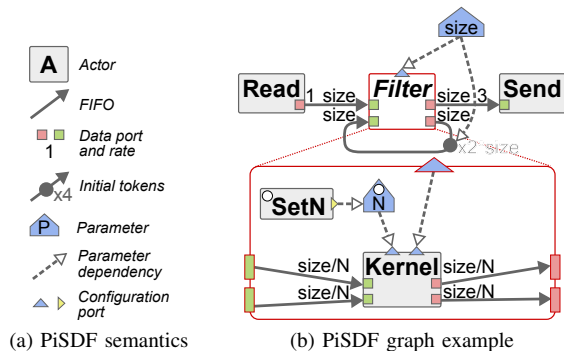 A
Actor
FIFO
1
Data port
and rate
x4
Initial tokens
P
Parameter
Parameter
dependency
Configuration
port
(a) PiSDF semantics
size
Read
1 size
Filter
size 3
Send
size
size
x2 size
SetN
N
size/N
Kernel
size/N
size/N
size/N
(b) PiSDF graph example